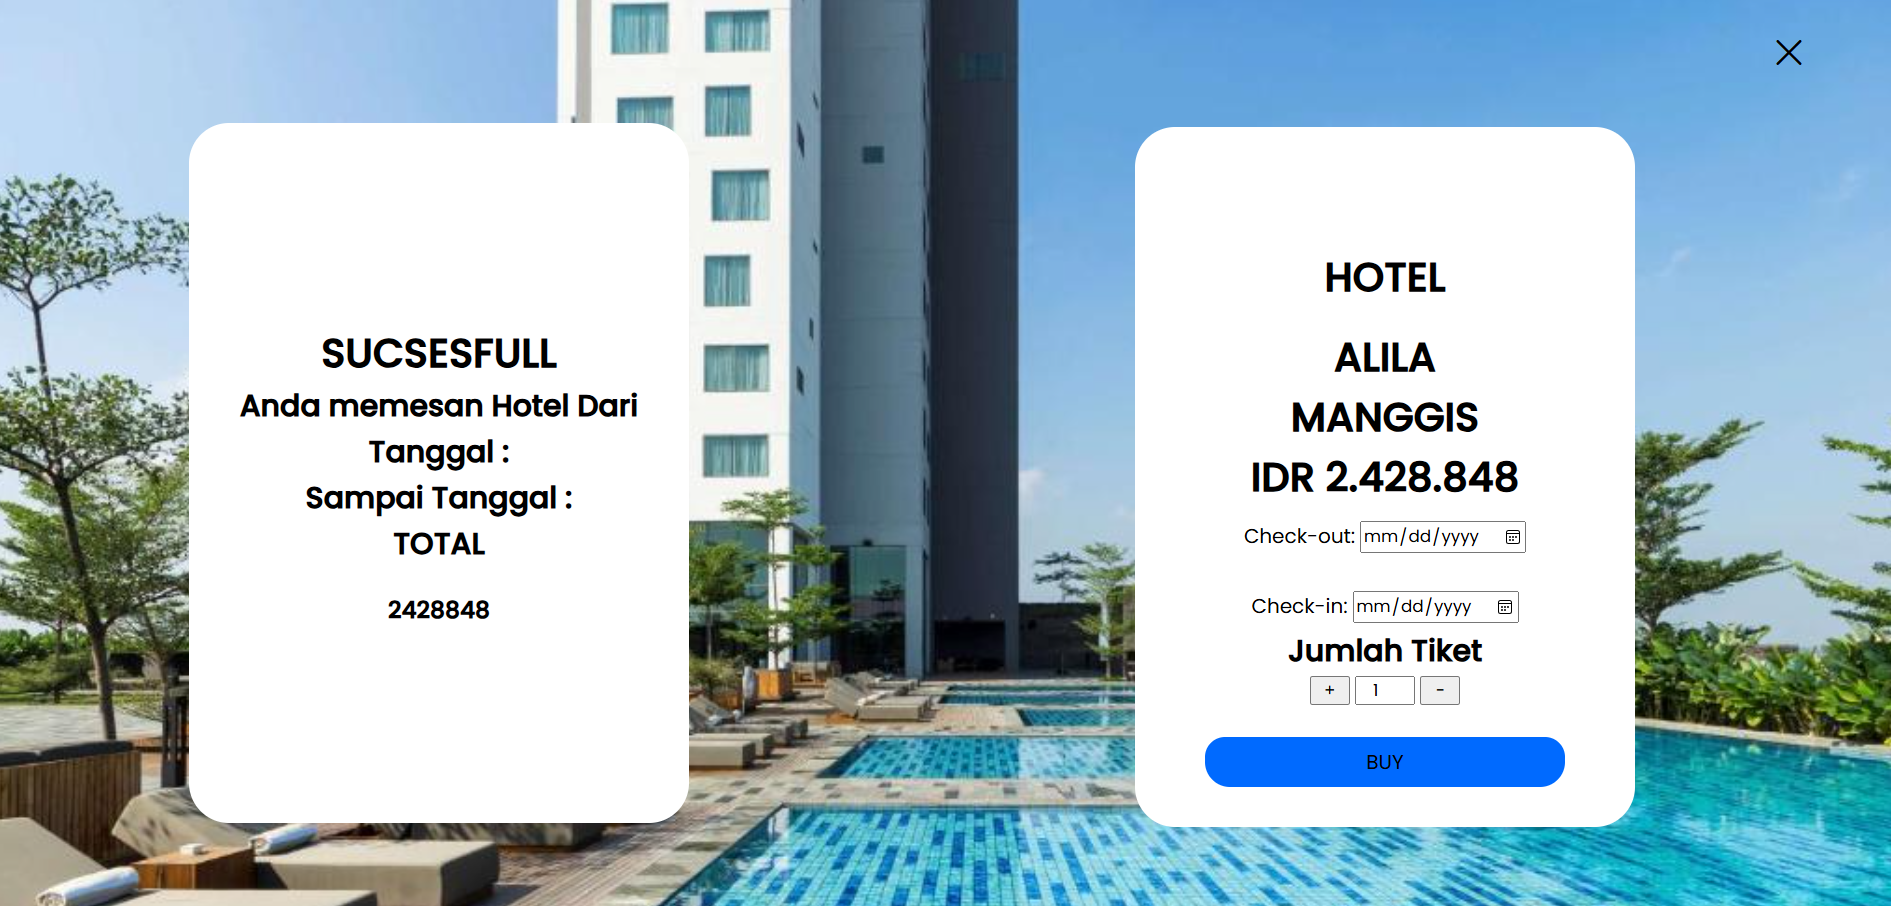 SUCSESFULL
Anda memesan Hotel Dari
Tanggal :
Sampai Tanggal :
TOTAL
2428848
HOTEL
ALILA
MANGGIS
IDR 2.428.848
Check-out: mm/dd/yyyy
Check-in: mm/dd/yyyy
Jumlah Tiket
+ 1 -
BUY